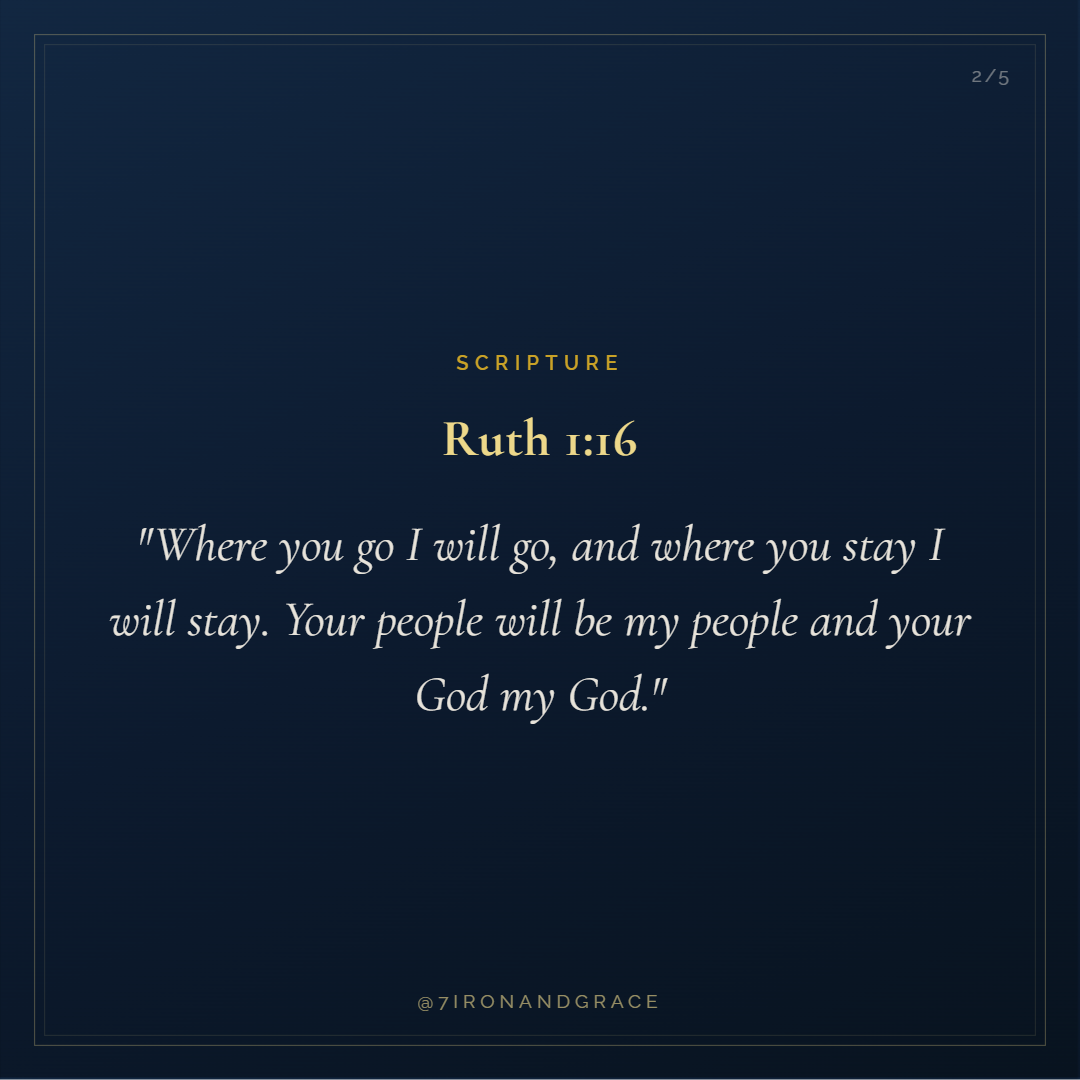 2/5
SCRIPTURE
Ruth 1:16
"Where you go I will go, and where you stay I
will stay. Your people will be my people and your
God my God."
@7IRONANDGRACE